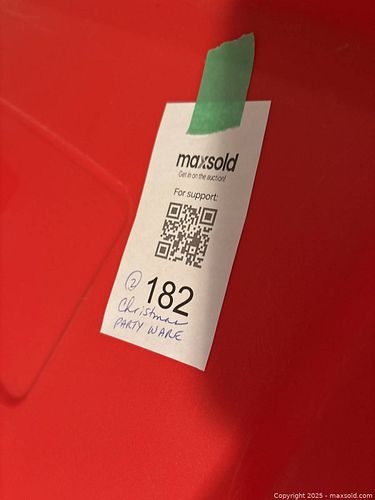 maxsold
Get in on the auction!
For support:
② 182
Christmas
PARTY WARE
Copyright 2025 - maxsold.com